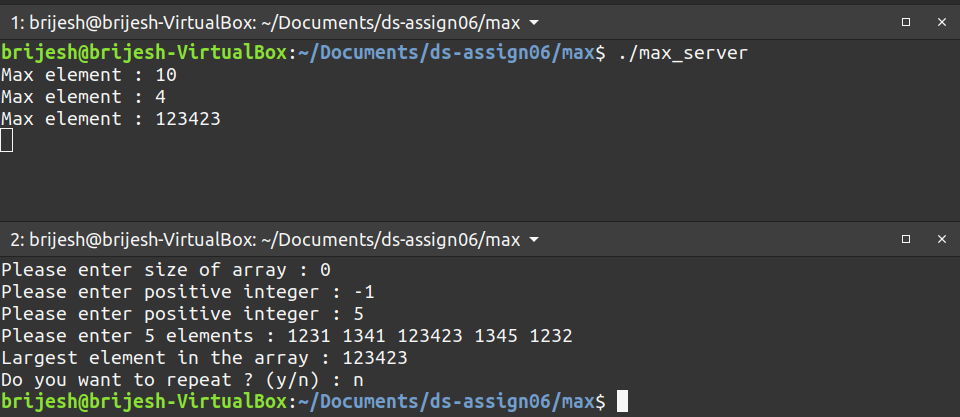 1: brijesh@brijesh-VirtualBox: ~/Documents/ds-assign06/max
brijesh@brijesh-VirtualBox:~/Documents/ds-assign06/max$ ./max_server
Max element : 10
Max element : 4
Max element : 123423
2: brijesh@brijesh-VirtualBox: ~/Documents/ds-assign06/max
Please enter size of array : 0
Please enter positive integer : -1
Please enter positive integer : 5
Please enter 5 elements : 1231 1341 123423 1345 1232
Largest element in the array : 123423
Do you want to repeat ? (y/n) : n
brijesh@brijesh-VirtualBox:~/Documents/ds-assign06/max$